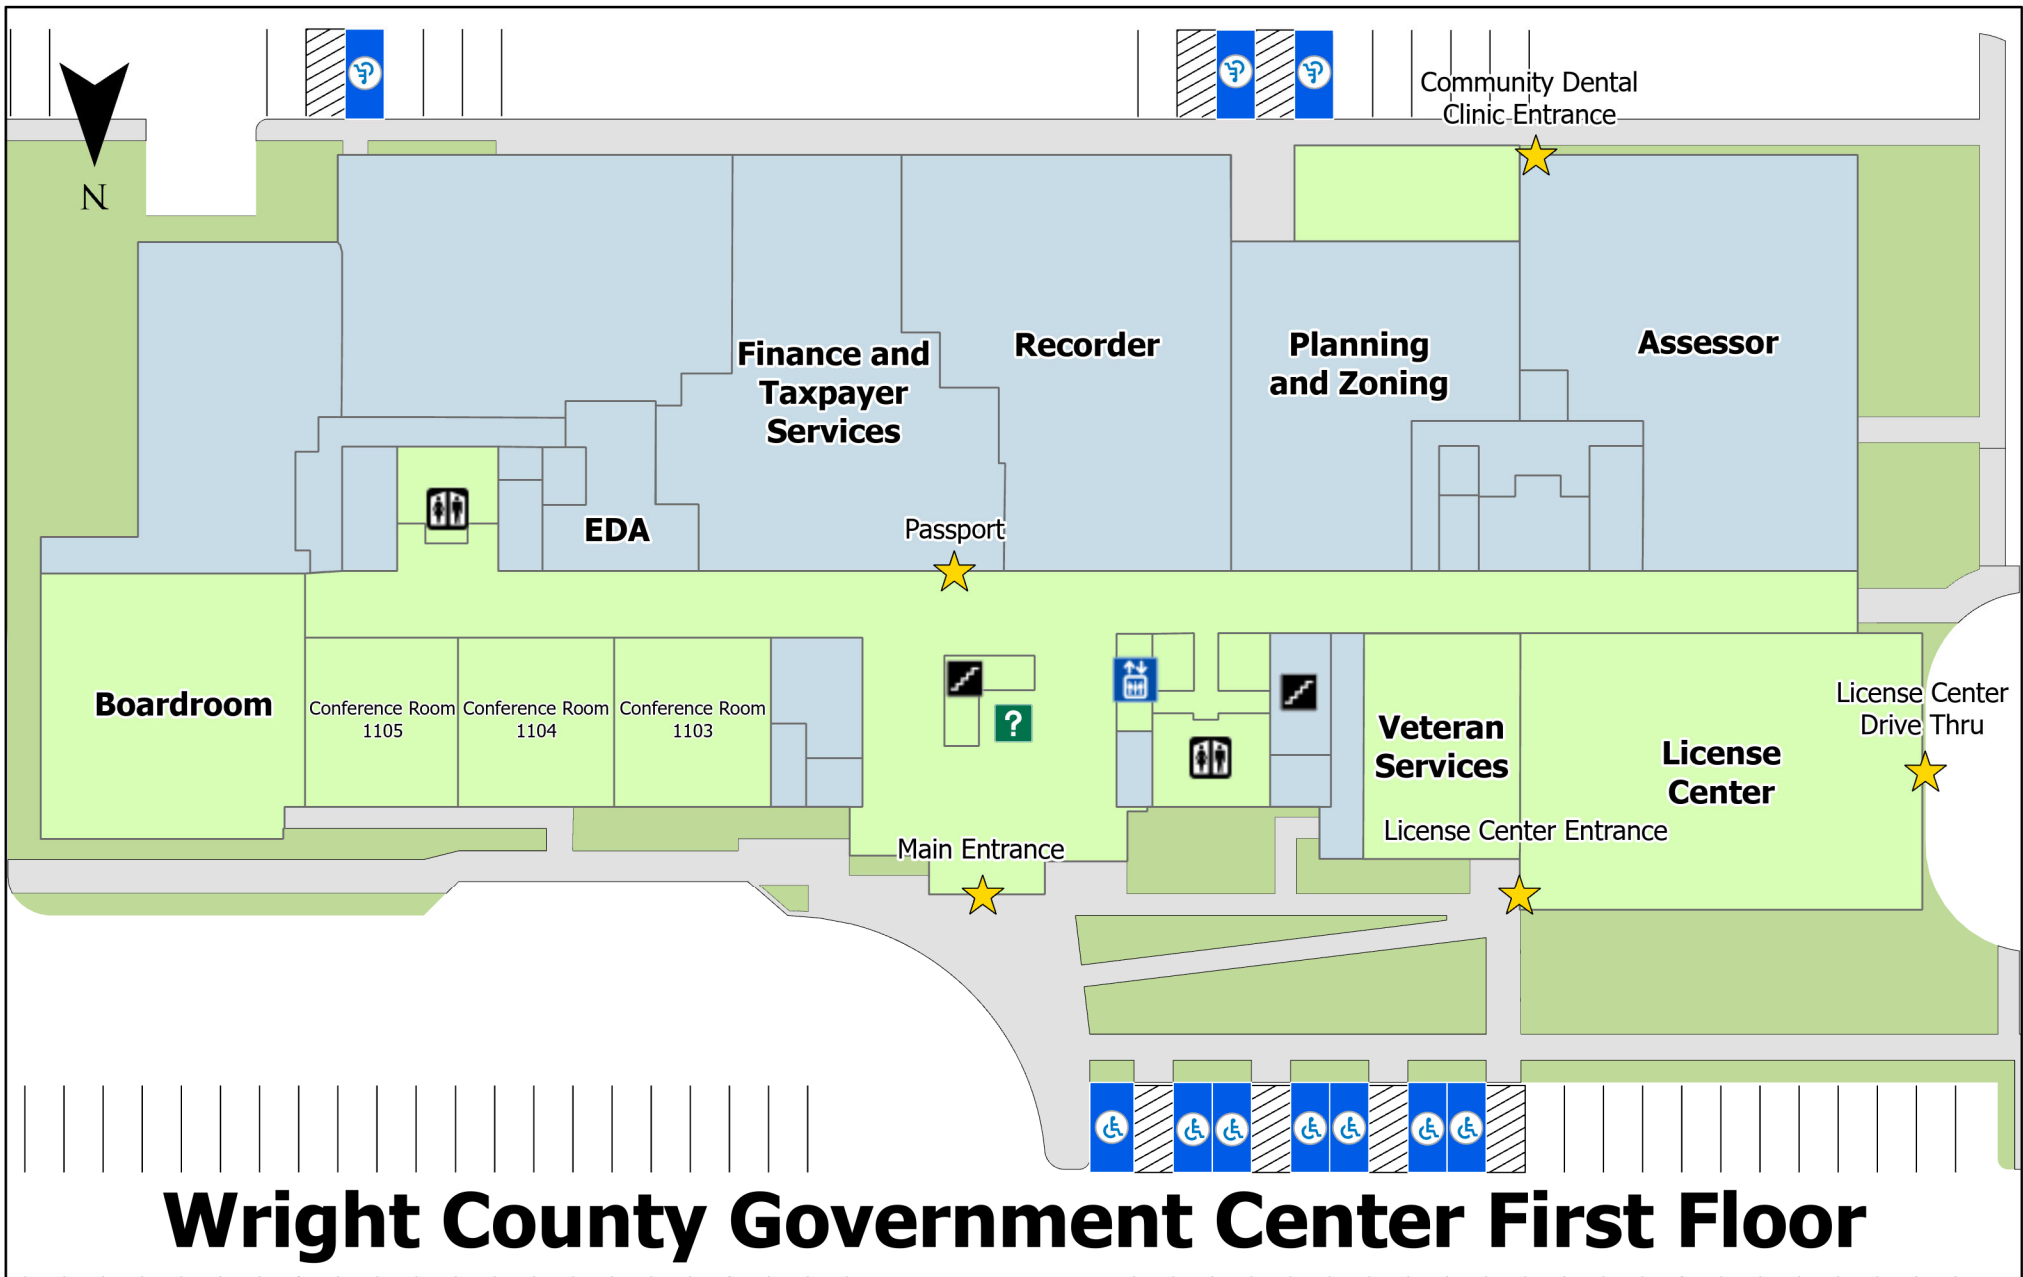 Community Dental
Clinic Entrance
N
Finance and
Taxpayer
Services
Recorder
Planning
and Zoning
Assessor
EDA
Passport
Boardroom
Conference Room
1105
Conference Room
1104
Conference Room
1103
?
Veteran
Services
License
Center
License Center
Drive Thru
License Center Entrance
Main Entrance
Wright County Government Center First Floor